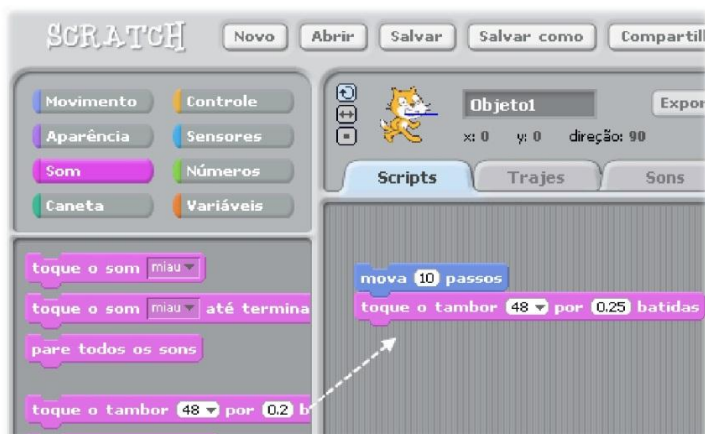 SCRATCH Novo Abrir Salvar Salvar como Compartil
Movimento Controle
Aparência Sensores
Som Números
Caneta Variáveis
Objeto1 Expor
x: 0 y: 0 direção: 90
Scripts Trajes Sons
toque o som miau
toque o som miau até termina
pare todos os sons
toque o tambor 48 por 0.2 b
mova 10 passos
toque o tambor 48 por 0.25 batidas